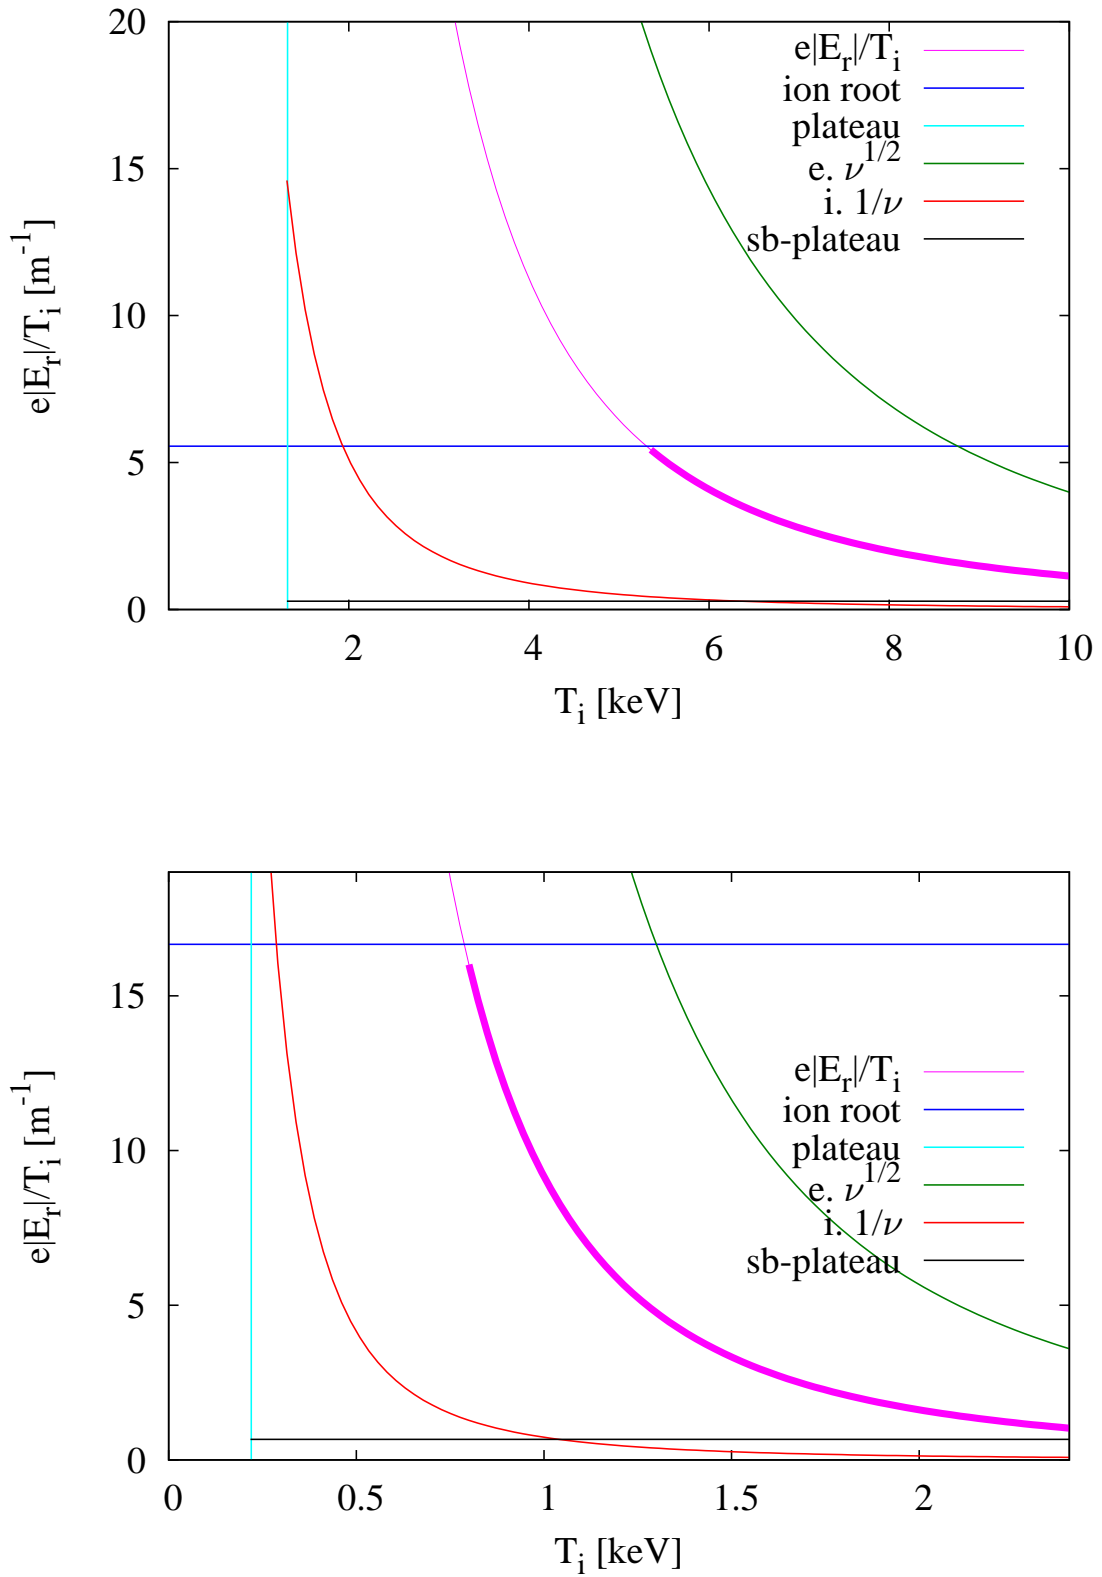 20
15
10
5
0
e|E_r|/T_i [m^-1]
e|E_r|/T_i
ion root
plateau
e. ν^1/2
i. 1/ν
sb-plateau
2 4 6 8 10
T_i [keV]
15
10
5
0
e|E_r|/T_i [m^-1]
e|E_r|/T_i
ion root
plateau
e. ν^1/2
i. 1/ν
sb-plateau
0 0.5 1 1.5 2
T_i [keV]